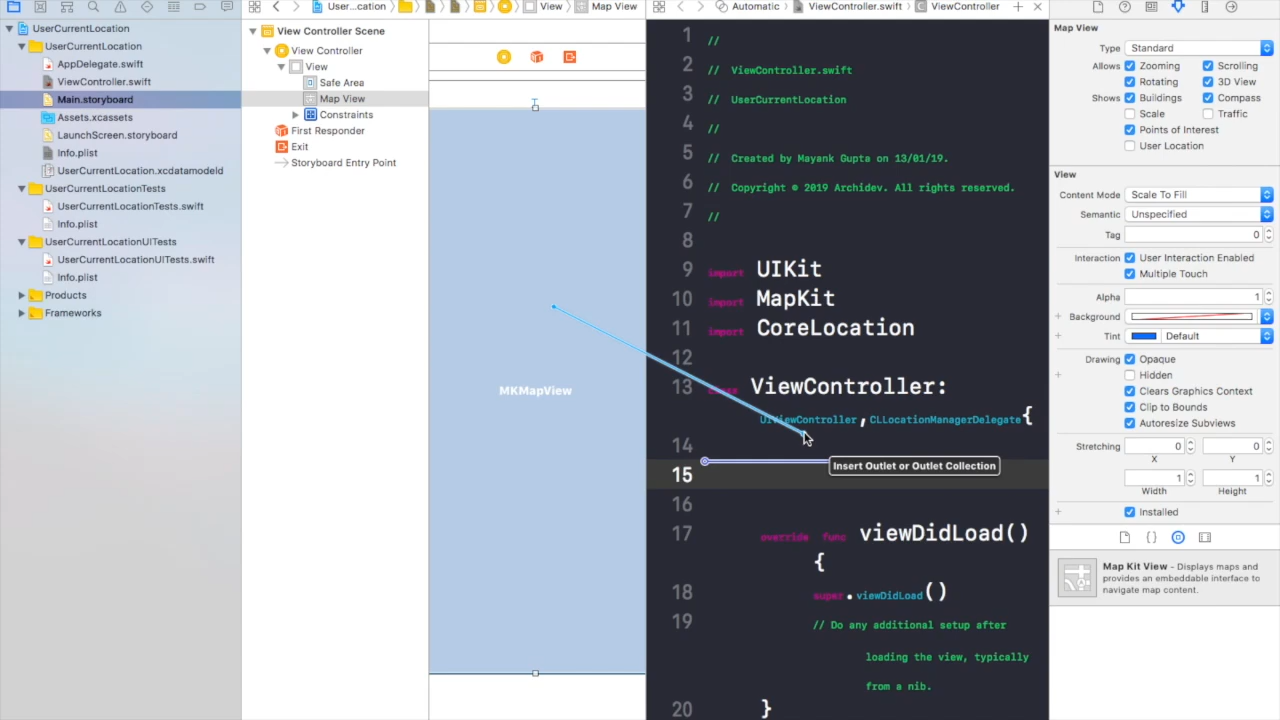 User...cation
View
Map View
Automatic
ViewController.swift
ViewController
UserCurrentLocation
UserCurrentLocation
AppDelegate.swift
ViewController.swift
Main.storyboard
Assets.xcassets
LaunchScreen.storyboard
Info.plist
UserCurrentLocation.xcdatamodeld
UserCurrentLocationTests
UserCurrentLocationTests.swift
Info.plist
UserCurrentLocationUITests
UserCurrentLocationUITests.swift
Info.plist
Products
Frameworks
View Controller Scene
View Controller
View
Safe Area
Map View
Constraints
First Responder
Exit
Storyboard Entry Point
MKMapView
1 //
2 // ViewController.swift
3 // UserCurrentLocation
4 //
5 // Created by Mayank Gupta on 13/01/19.
6 // Copyright © 2019 Archidev. All rights reserved.
7 //
8
9 import UIKit
10 import MapKit
11 import CoreLocation
12
13 class ViewController:
UIViewController,CLLocationManagerDelegate{
14
Insert Outlet or Outlet Collection
15
16
17 override func viewDidLoad()
{
18 super.viewDidLoad()
19 // Do any additional setup after
loading the view, typically
from a nib.
20 }
Map View
Type Standard
Allows Zooming Scrolling
Rotating 3D View
Shows Buildings Compass
Scale Traffic
Points of Interest
User Location
View
Content Mode Scale To Fill
Semantic Unspecified
Tag 0
Interaction User Interaction Enabled
Multiple Touch
Alpha 1
Background
Tint Default
Drawing Opaque
Hidden
Clears Graphics Context
Clip to Bounds
Autoresize Subviews
Stretching 0 0
X Y
1 1
Width Height
Installed
Map Kit View - Displays maps and
provides an embeddable interface to
navigate map content.